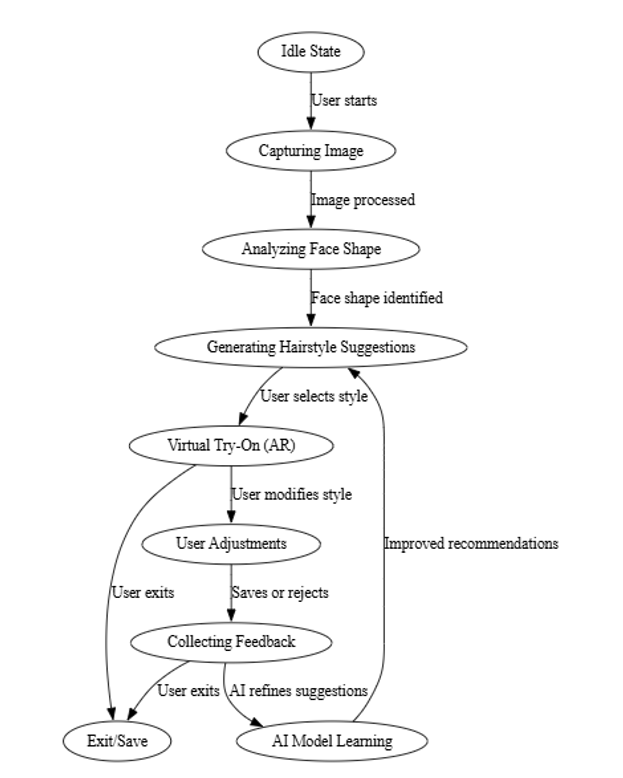 Idle State
User starts
Capturing Image
Image processed
Analyzing Face Shape
Face shape identified
Generating Hairstyle Suggestions
User selects style
Virtual Try-On (AR)
User modifies style
User Adjustments
Improved recommendations
User exits
Saves or rejects
Collecting Feedback
User exits
AI refines suggestions
Exit/Save
AI Model Learning